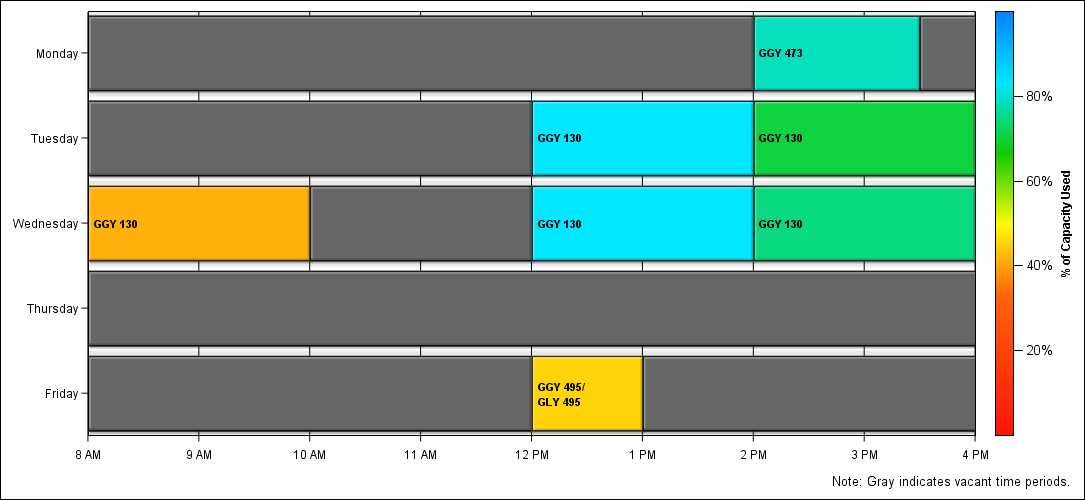 Monday
GGY 473
Tuesday
GGY 130
GGY 130
Wednesday
GGY 130
GGY 130
GGY 130
Thursday
Friday
GGY 495/
GLY 495
8 AM
9 AM
10 AM
11 AM
12 PM
1 PM
2 PM
3 PM
4 PM
80%
60%
40%
20%
% of Capacity Used
Note: Gray indicates vacant time periods.